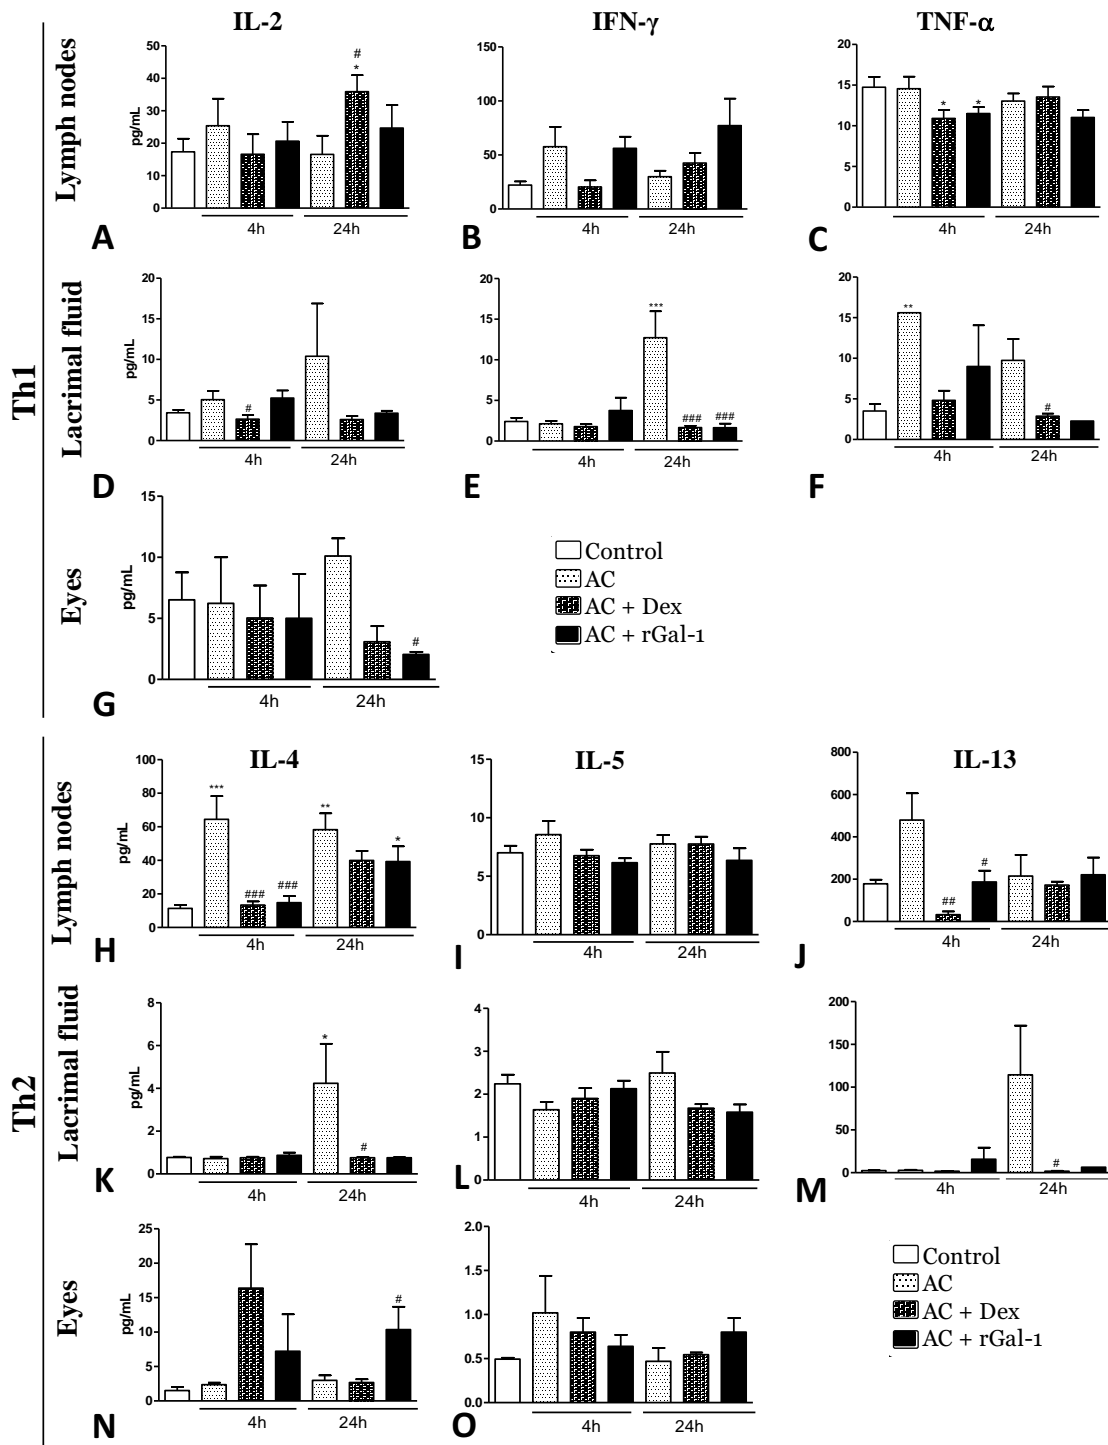 IL-2
IFN-γ
TNF-α
Th1
Lymph nodes
pg/mL
50
40
30
20
10
0
#
*
4h
24h
A
150
100
50
0
4h
24h
B
20
15
10
5
0
*
*
4h
24h
C
Lacrimal fluid
pg/mL
20
15
10
5
0
#
4h
24h
D
20
15
10
5
0
***
###
###
4h
24h
E
20
15
10
5
0
**
#
4h
24h
F
Eyes
pg/mL
15
10
5
0
#
4h
24h
G
Control
AC
AC + Dex
AC + rGal-1
Th2
IL-4
IL-5
IL-13
Lymph nodes
pg/mL
100
80
60
40
20
0
***
###
###
**
*
4h
24h
H
15
10
5
0
4h
24h
I
800
600
400
200
0
##
#
4h
24h
J
Lacrimal fluid
pg/mL
8
6
4
2
0
*
#
4h
24h
K
4
3
2
1
0
4h
24h
L
200
150
100
50
0
#
4h
24h
M
Eyes
pg/mL
25
20
15
10
5
0
#
4h
24h
N
2.0
1.5
1.0
0.5
0.0
4h
24h
O
Control
AC
AC + Dex
AC + rGal-1